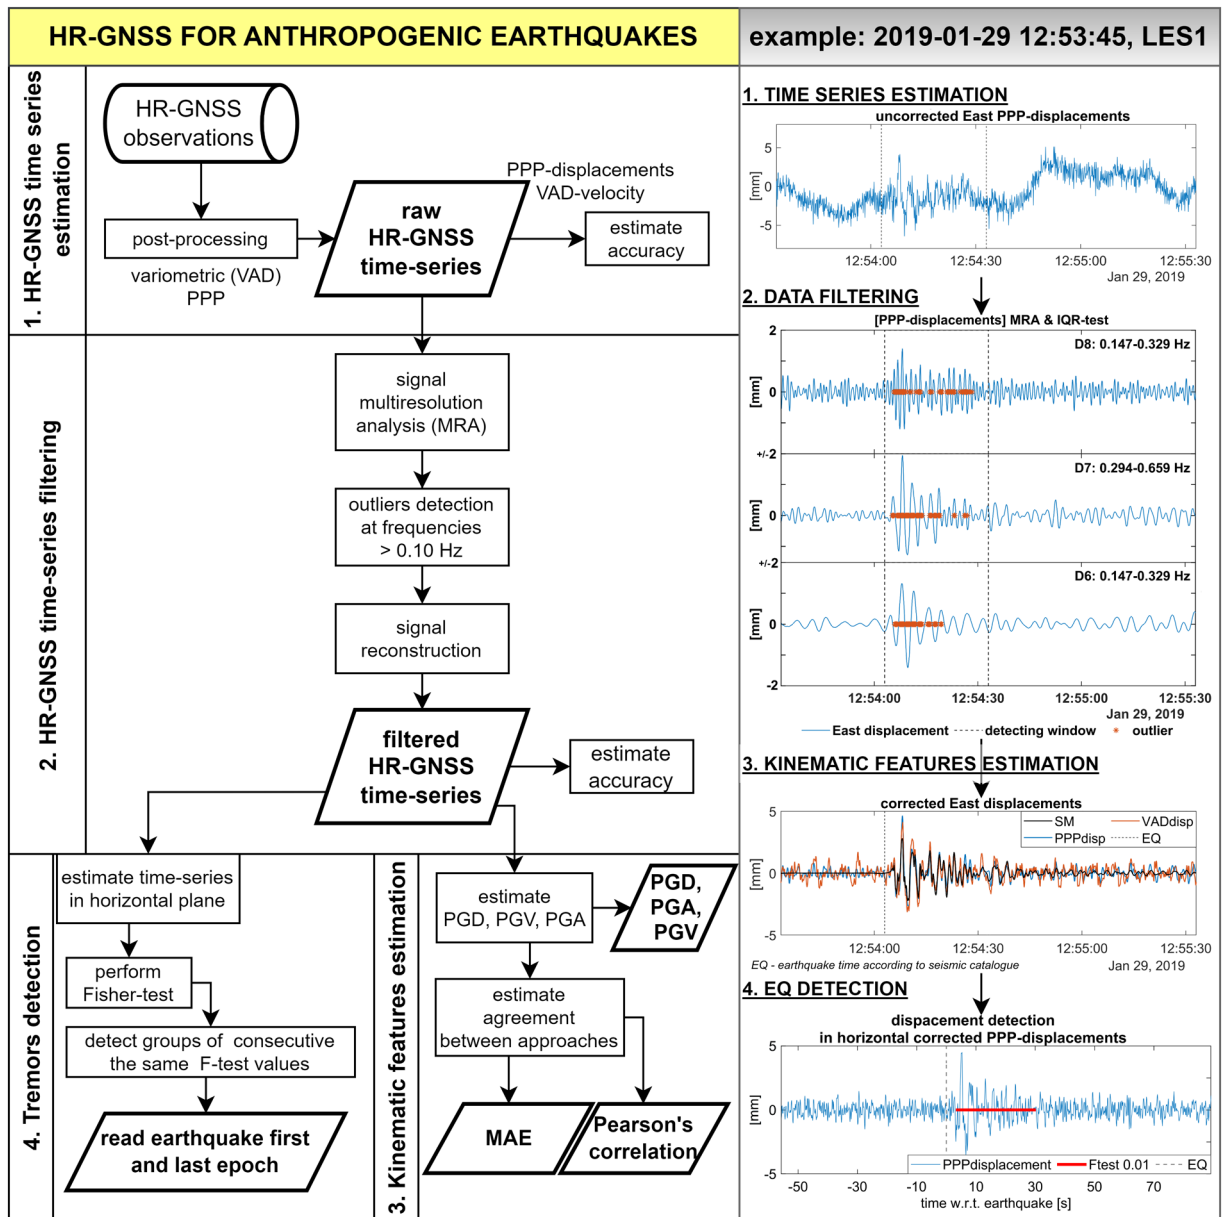 HR-GNSS FOR ANTHROPOGENIC EARTHQUAKES
1. HR-GNSS time series
estimation
HR-GNSS
observations
post-processing
variometric (VAD)
PPP
raw
HR-GNSS
time-series
PPP-displacements
VAD-velocity
estimate
accuracy
2. HR-GNSS time-series filtering
signal
multiresolution
analysis (MRA)
outliers detection
at frequencies
> 0.10 Hz
signal
reconstruction
filtered
HR-GNSS
time-series
estimate
accuracy
4. Tremors detection
estimate time-series
in horizontal plane
perform
Fisher-test
detect groups of consecutive
the same F-test values
read earthquake first
and last epoch
3. Kinematic features estimation
estimate
PGD, PGV, PGA
PGD,
PGA,
PGV
estimate
agreement
between approaches
MAE
Pearson's
correlation
example: 2019-01-29 12:53:45, LES1
1. TIME SERIES ESTIMATION
uncorrected East PPP-displacements
[mm]
5
0
-5
12:54:00
12:54:30
12:55:00
12:55:30
Jan 29, 2019
2. DATA FILTERING
[PPP-displacements] MRA & IQR-test
D8: 0.147-0.329 Hz
[mm]
2
0
+/-2
D7: 0.294-0.659 Hz
[mm]
0
+/-2
D6: 0.147-0.329 Hz
[mm]
0
-2
12:54:00
12:54:30
12:55:00
12:55:30
Jan 29, 2019
East displacement
detecting window
outlier
3. KINEMATIC FEATURES ESTIMATION
corrected East displacements
SM
VADdisp
PPPdisp
EQ
[mm]
5
0
-5
12:54:00
12:54:30
12:55:00
12:55:30
EQ - earthquake time according to seismic catalogue
Jan 29, 2019
4. EQ DETECTION
dispacement detection
in horizontal corrected PPP-displacements
[mm]
5
0
-5
PPPdisplacement
Ftest 0.01
EQ
-50
-30
-10
10
30
50
70
time w.r.t. earthquake [s]